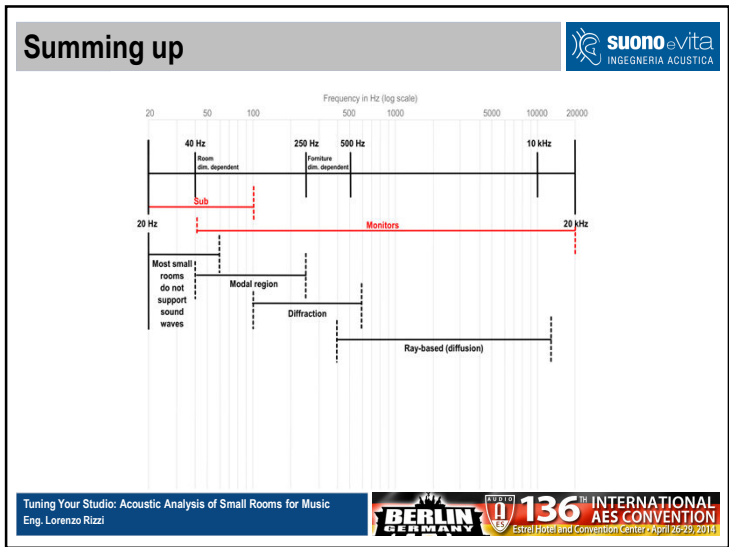 Summing up
suono e vita
INGEGNERIA ACUSTICA
Frequency in Hz (log scale)
20 50 100 500 1000 5000 10000 20000
40 Hz 250 Hz 500 Hz 10 kHz
Room
dim. dependent
Forniture
dim. dependent
Sub
20 Hz Monitors 20 kHz
Most small
rooms
do not
support
sound
waves
Modal region
Diffraction
Ray-based (diffusion)
Tuning Your Studio: Acoustic Analysis of Small Rooms for Music
Eng. Lorenzo Rizzi
BERLIN
GERMANY
AUDIO
AES
136TH INTERNATIONAL
AES CONVENTION
Estrel Hotel and Convention Center • April 26-29, 2014